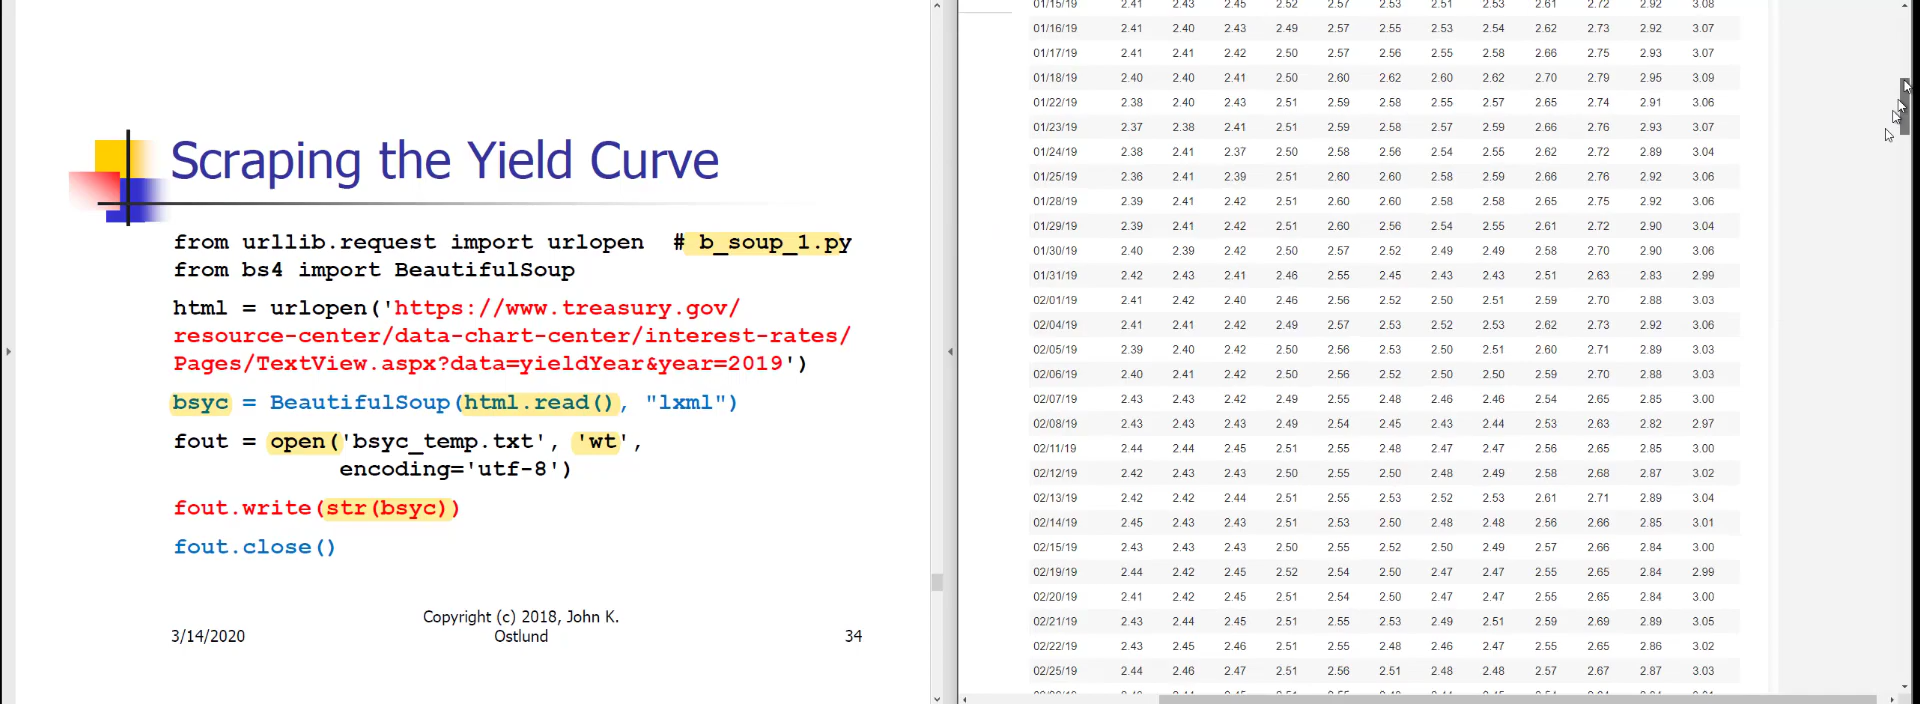 Scraping the Yield Curve
from urllib.request import urlopen  # b_soup_1.py
from bs4 import BeautifulSoup
html = urlopen('https://www.treasury.gov/
resource-center/data-chart-center/interest-rates/
Pages/TextView.aspx?data=yieldYear&year=2019')
bsyc = BeautifulSoup(html.read(), "lxml")
fout = open('bsyc_temp.txt', 'wt',
encoding='utf-8')
fout.write(str(bsyc))
fout.close()
3/14/2020
Copyright (c) 2018, John K.
Ostlund
34
01/15/19 2.41 2.43 2.45 2.52 2.57 2.53 2.51 2.53 2.61 2.72 2.92 3.08
01/16/19 2.41 2.40 2.43 2.49 2.57 2.55 2.53 2.54 2.62 2.73 2.92 3.07
01/17/19 2.41 2.41 2.42 2.50 2.57 2.56 2.55 2.58 2.66 2.75 2.93 3.07
01/18/19 2.40 2.40 2.41 2.50 2.60 2.62 2.60 2.62 2.70 2.79 2.95 3.09
01/22/19 2.38 2.40 2.43 2.51 2.59 2.58 2.55 2.57 2.65 2.74 2.91 3.06
01/23/19 2.37 2.38 2.41 2.51 2.59 2.58 2.57 2.59 2.66 2.76 2.93 3.07
01/24/19 2.38 2.41 2.37 2.50 2.58 2.56 2.54 2.55 2.62 2.72 2.89 3.04
01/25/19 2.36 2.41 2.39 2.51 2.60 2.60 2.58 2.59 2.66 2.76 2.92 3.06
01/28/19 2.39 2.41 2.42 2.51 2.60 2.60 2.58 2.58 2.65 2.75 2.92 3.06
01/29/19 2.39 2.41 2.42 2.51 2.60 2.56 2.54 2.55 2.61 2.72 2.90 3.04
01/30/19 2.40 2.39 2.42 2.50 2.57 2.52 2.49 2.49 2.58 2.70 2.90 3.06
01/31/19 2.42 2.43 2.41 2.46 2.55 2.45 2.43 2.43 2.51 2.63 2.83 2.99
02/01/19 2.41 2.42 2.40 2.46 2.56 2.52 2.50 2.51 2.59 2.70 2.88 3.03
02/04/19 2.41 2.41 2.42 2.49 2.57 2.53 2.52 2.53 2.62 2.73 2.92 3.06
02/05/19 2.39 2.40 2.42 2.50 2.56 2.53 2.50 2.51 2.60 2.71 2.89 3.03
02/06/19 2.40 2.41 2.42 2.50 2.56 2.52 2.50 2.50 2.59 2.70 2.88 3.03
02/07/19 2.43 2.43 2.42 2.49 2.55 2.48 2.46 2.46 2.54 2.65 2.85 3.00
02/08/19 2.43 2.43 2.43 2.49 2.54 2.45 2.43 2.44 2.53 2.63 2.82 2.97
02/11/19 2.44 2.44 2.45 2.51 2.55 2.48 2.47 2.47 2.56 2.65 2.85 3.00
02/12/19 2.42 2.43 2.43 2.50 2.55 2.50 2.48 2.49 2.58 2.68 2.87 3.02
02/13/19 2.42 2.42 2.44 2.51 2.55 2.53 2.52 2.53 2.61 2.71 2.89 3.04
02/14/19 2.45 2.43 2.43 2.51 2.53 2.50 2.48 2.48 2.56 2.66 2.85 3.01
02/15/19 2.43 2.43 2.43 2.50 2.55 2.52 2.50 2.49 2.57 2.66 2.84 3.00
02/19/19 2.44 2.42 2.45 2.52 2.54 2.50 2.47 2.47 2.55 2.65 2.84 2.99
02/20/19 2.41 2.42 2.45 2.51 2.54 2.50 2.47 2.47 2.55 2.65 2.84 3.00
02/21/19 2.43 2.44 2.45 2.51 2.55 2.53 2.49 2.51 2.59 2.69 2.89 3.05
02/22/19 2.43 2.45 2.46 2.51 2.55 2.48 2.46 2.47 2.55 2.65 2.86 3.02
02/25/19 2.44 2.46 2.47 2.51 2.56 2.51 2.48 2.48 2.57 2.67 2.87 3.03